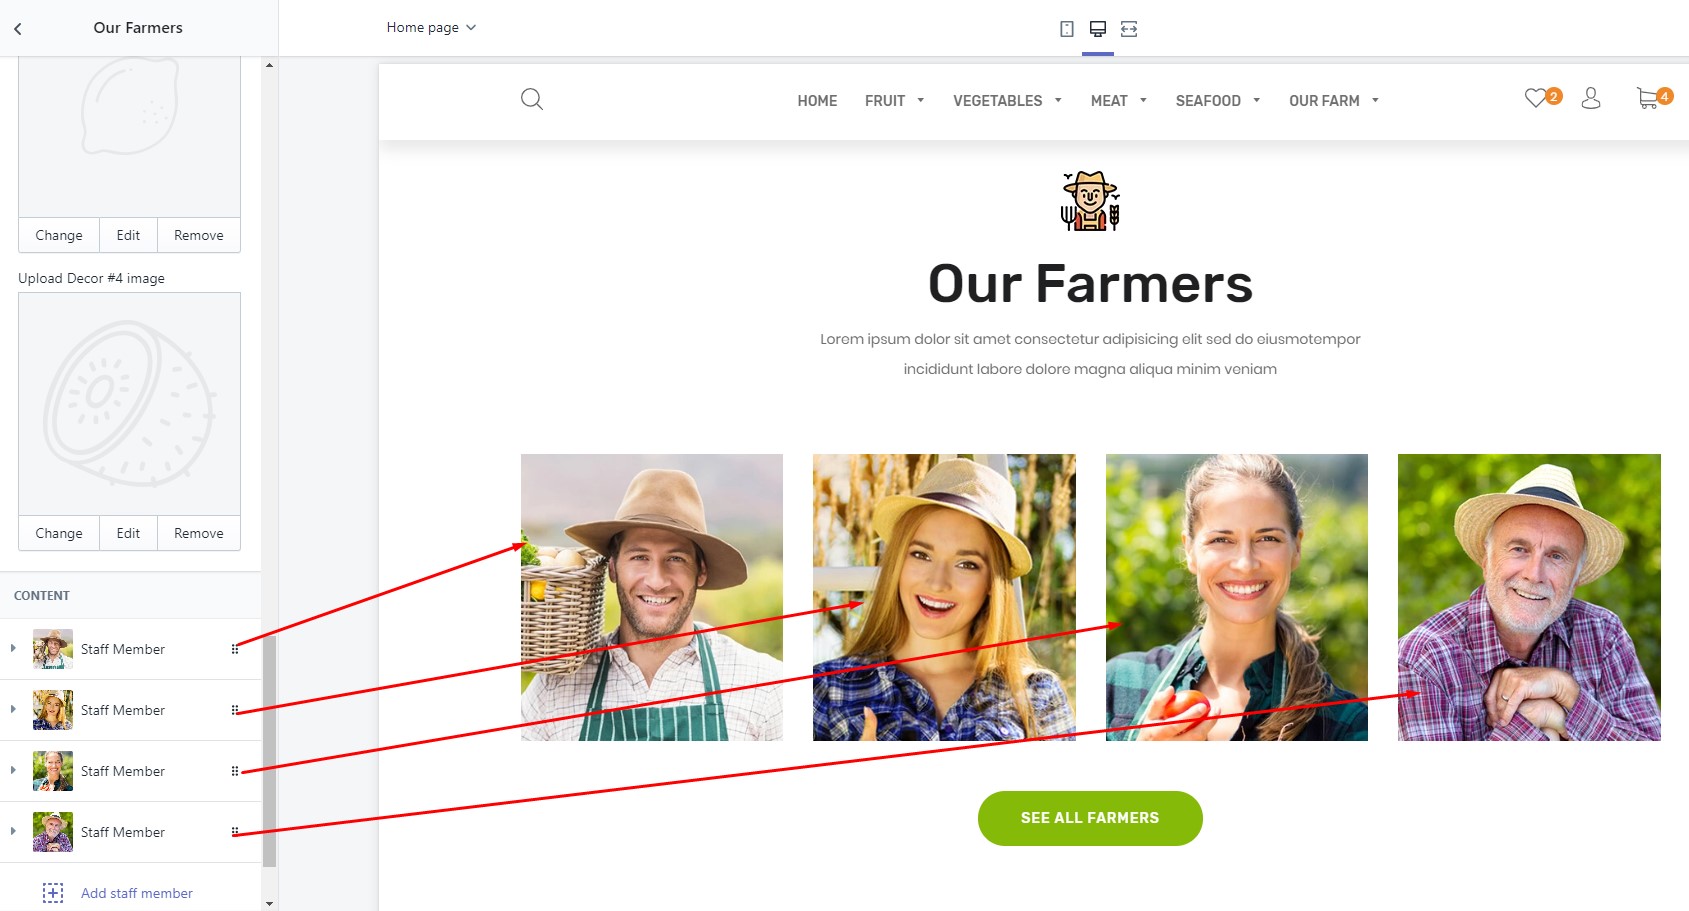 Our Farmers
Home page
Change Edit Remove
Upload Decor #4 image
Change Edit Remove
CONTENT
Staff Member
Staff Member
Staff Member
Staff Member
Add staff member
HOME FRUIT VEGETABLES MEAT SEAFOOD OUR FARM 2 4
Our Farmers
Lorem ipsum dolor sit amet consectetur adipisicing elit sed do eiusmotempor
incididunt labore dolore magna aliqua minim veniam
SEE ALL FARMERS